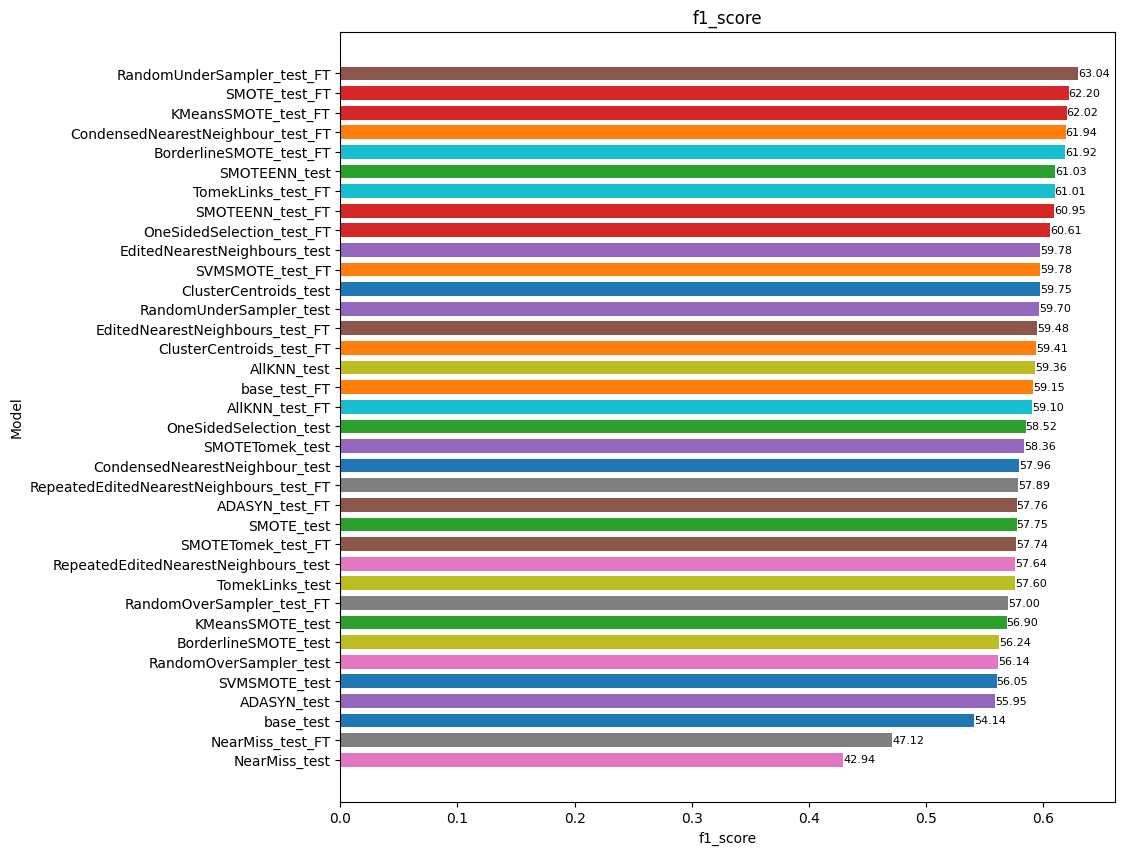 f1_score
RandomUnderSampler_test_FT 63.04
SMOTE_test_FT 62.20
KMeansSMOTE_test_FT 62.02
CondensedNearestNeighbour_test_FT 61.94
BorderlineSMOTE_test_FT 61.92
SMOTEENN_test 61.03
TomekLinks_test_FT 61.01
SMOTEENN_test_FT 60.95
OneSidedSelection_test_FT 60.61
EditedNearestNeighbours_test 59.78
SVMSMOTE_test_FT 59.78
ClusterCentroids_test 59.75
RandomUnderSampler_test 59.70
EditedNearestNeighbours_test_FT 59.48
ClusterCentroids_test_FT 59.41
AllKNN_test 59.36
base_test_FT 59.15
AllKNN_test_FT 59.10
OneSidedSelection_test 58.52
SMOTETomek_test 58.36
CondensedNearestNeighbour_test 57.96
RepeatedEditedNearestNeighbours_test_FT 57.89
ADASYN_test_FT 57.76
SMOTE_test 57.75
SMOTETomek_test_FT 57.74
RepeatedEditedNearestNeighbours_test 57.64
TomekLinks_test 57.60
RandomOverSampler_test_FT 57.00
KMeansSMOTE_test 56.90
BorderlineSMOTE_test 56.24
RandomOverSampler_test 56.14
SVMSMOTE_test 56.05
ADASYN_test 55.95
base_test 54.14
NearMiss_test_FT 47.12
NearMiss_test 42.94
Model
0.0 0.1 0.2 0.3 0.4 0.5 0.6
f1_score